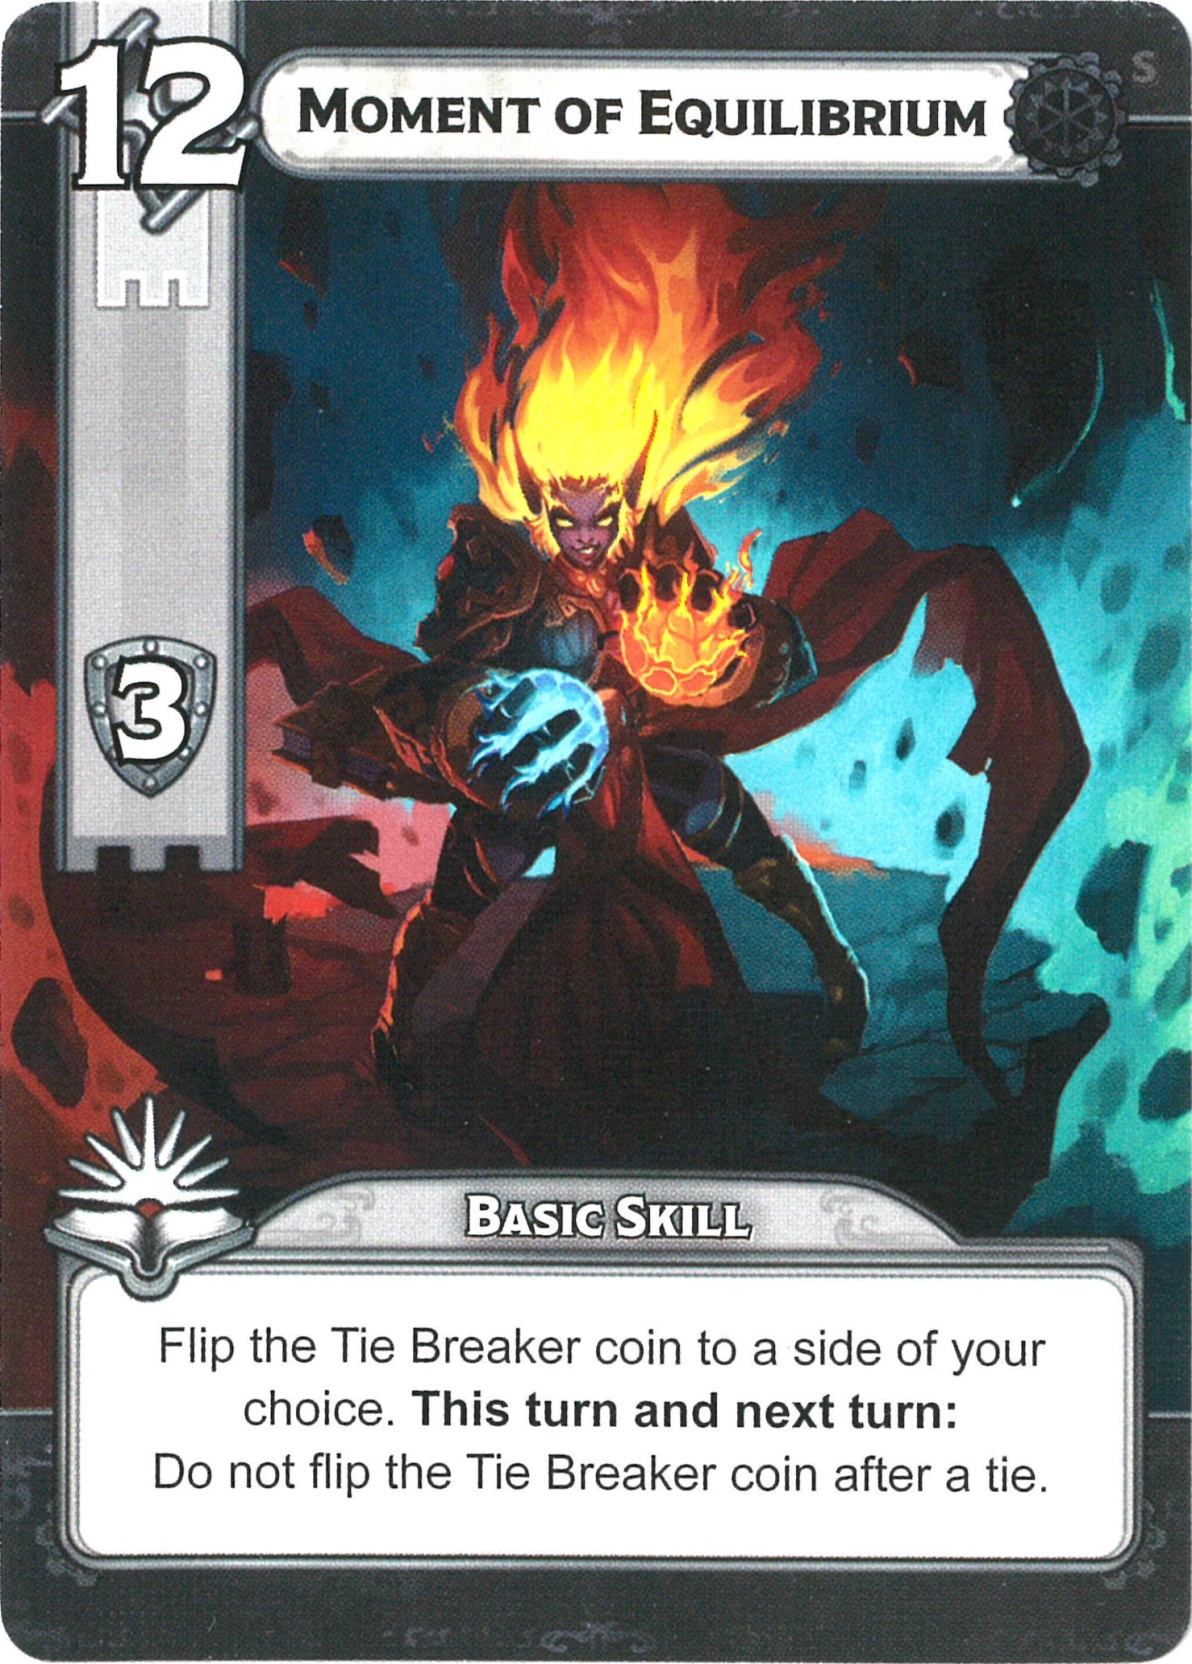 12
MOMENT OF EQUILIBRIUM
S
3
BASIC SKILL
Flip the Tie Breaker coin to a side of your
choice. This turn and next turn:
Do not flip the Tie Breaker coin after a tie.